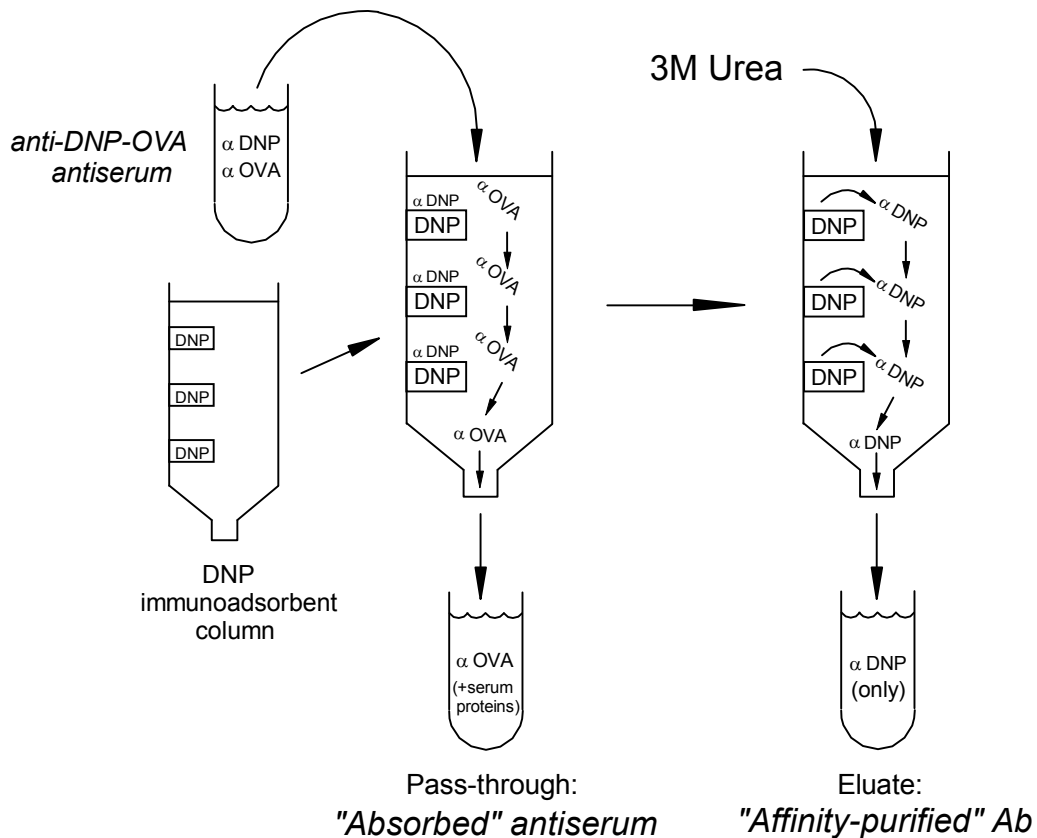 3M Urea
anti-DNP-OVA
antiserum
α DNP
α OVA
α DNP
DNP
α DNP
DNP
α DNP
DNP
α OVA
α OVA
α OVA
α OVA
DNP
DNP
DNP
α DNP
α DNP
α DNP
α DNP
DNP
DNP
DNP
DNP
immunoadsorbent
column
α OVA
(+serum
proteins)
α DNP
(only)
Pass-through:
"Absorbed" antiserum
Eluate:
"Affinity-purified" Ab